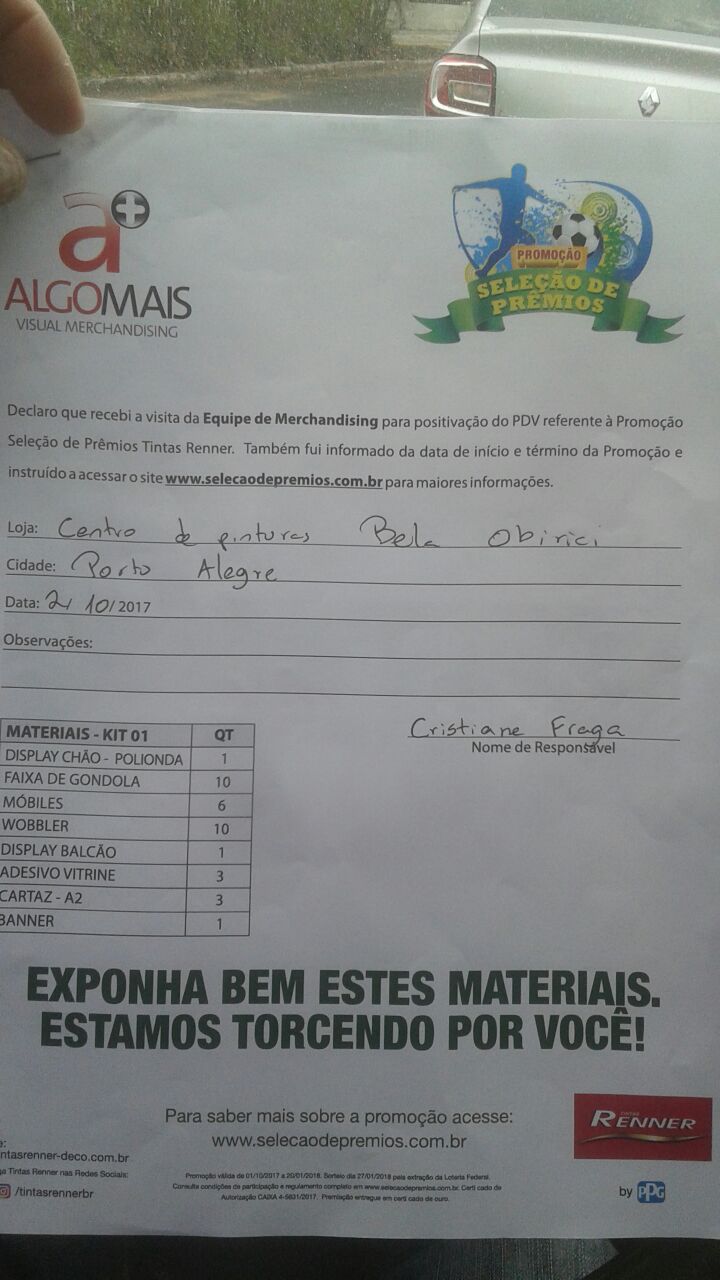 a+
ALGOMAIS
VISUAL MERCHANDISING
PROMOÇÃO
SELEÇÃO DE
PRÊMIOS
Declaro que recebi a visita da Equipe de Merchandising para positivação do PDV referente à Promoção
Seleção de Prêmios Tintas Renner. Também fui informado da data de início e término da Promoção e
instruído a acessar o site www.selecaodepremios.com.br para maiores informações.
Loja: Centro de pinturas Bela Obirici
Cidade: Porto Alegre
Data: 2/ 10/2017
Observações:
Cristiane Fraga
Nome de Responsável
MATERIAIS - KIT 01 QT
DISPLAY CHÃO - POLIONDA 1
FAIXA DE GONDOLA 10
MÓBILES 6
WOBBLER 10
DISPLAY BALCÃO 1
ADESIVO VITRINE 3
CARTAZ - A2 3
BANNER 1
EXPONHA BEM ESTES MATERIAIS.
ESTAMOS TORCENDO POR VOCÊ!
Para saber mais sobre a promoção acesse:
www.selecaodepremios.com.br
TINTAS
RENNER
by PPG
e:
ntasrenner-deco.com.br
ga Tintas Renner nas Redes Sociais:
/tintasrennerbr
Promoção válida de 01/10/2017 a 20/01/2018. Sorteio dia 27/01/2018 pela extração da Loteria Federal.
Consulte condições de participação e regulamento completo em www.selecaodepremios.com.br. Certificado de
Autorização CAIXA 4-5631/2017. Premiação entregue em certificado de ouro.